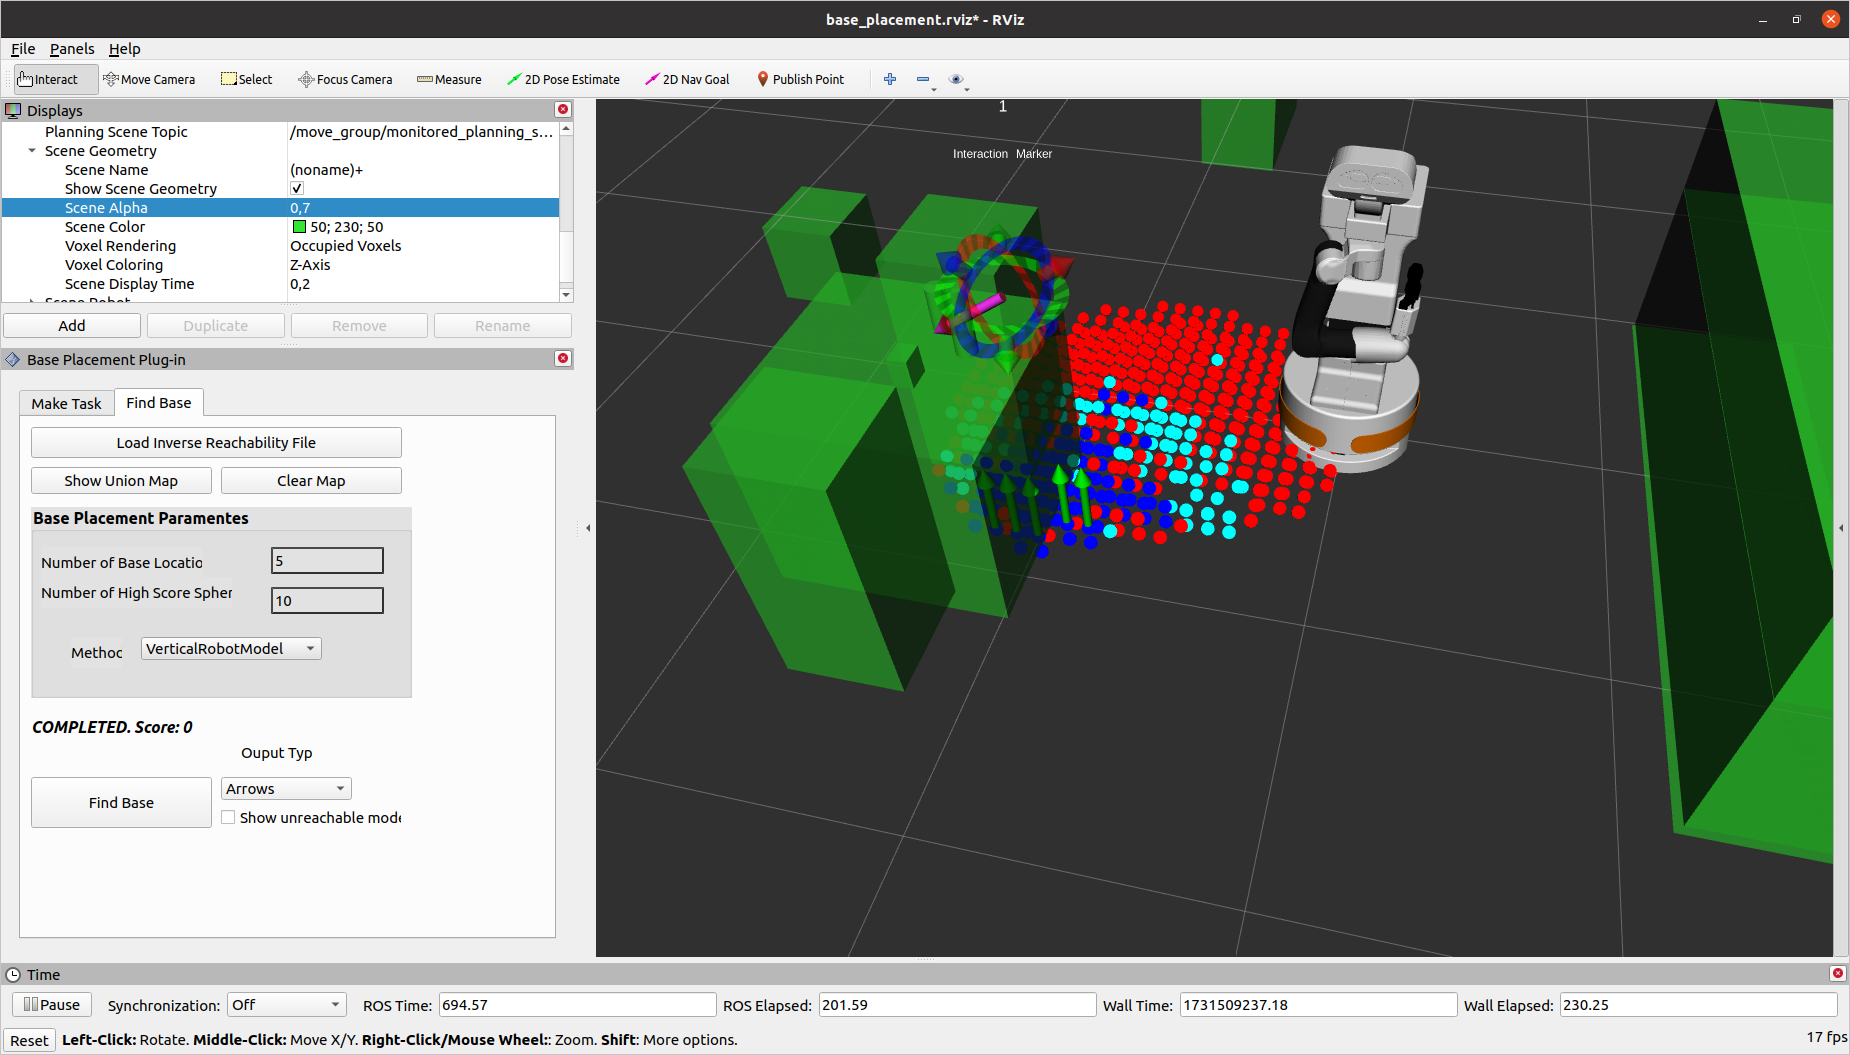 base_placement.rviz* - RViz
File Panels Help
Interact Move Camera Select Focus Camera Measure 2D Pose Estimate 2D Nav Goal Publish Point
Displays
Planning Scene Topic /move_group/monitored_planning_s...
Scene Geometry
Scene Name (noname)+
Show Scene Geometry
Scene Alpha 0,7
Scene Color 50; 230; 50
Voxel Rendering Occupied Voxels
Voxel Coloring Z-Axis
Scene Display Time 0,2
Scene Robot
Add Duplicate Remove Rename
Base Placement Plug-in
Make Task Find Base
Load Inverse Reachability File
Show Union Map Clear Map
Base Placement Paramentes
Number of Base Locatio 5
Number of High Score Spher 10
Methoc VerticalRobotModel
COMPLETED. Score: 0
Ouput Typ
Find Base Arrows
Show unreachable mode
1
Interaction Marker
Time
Pause Synchronization: Off ROS Time: 694.57 ROS Elapsed: 201.59 Wall Time: 1731509237.18 Wall Elapsed: 230.25
Reset Left-Click: Rotate. Middle-Click: Move X/Y. Right-Click/Mouse Wheel:: Zoom. Shift: More options. 17 fps